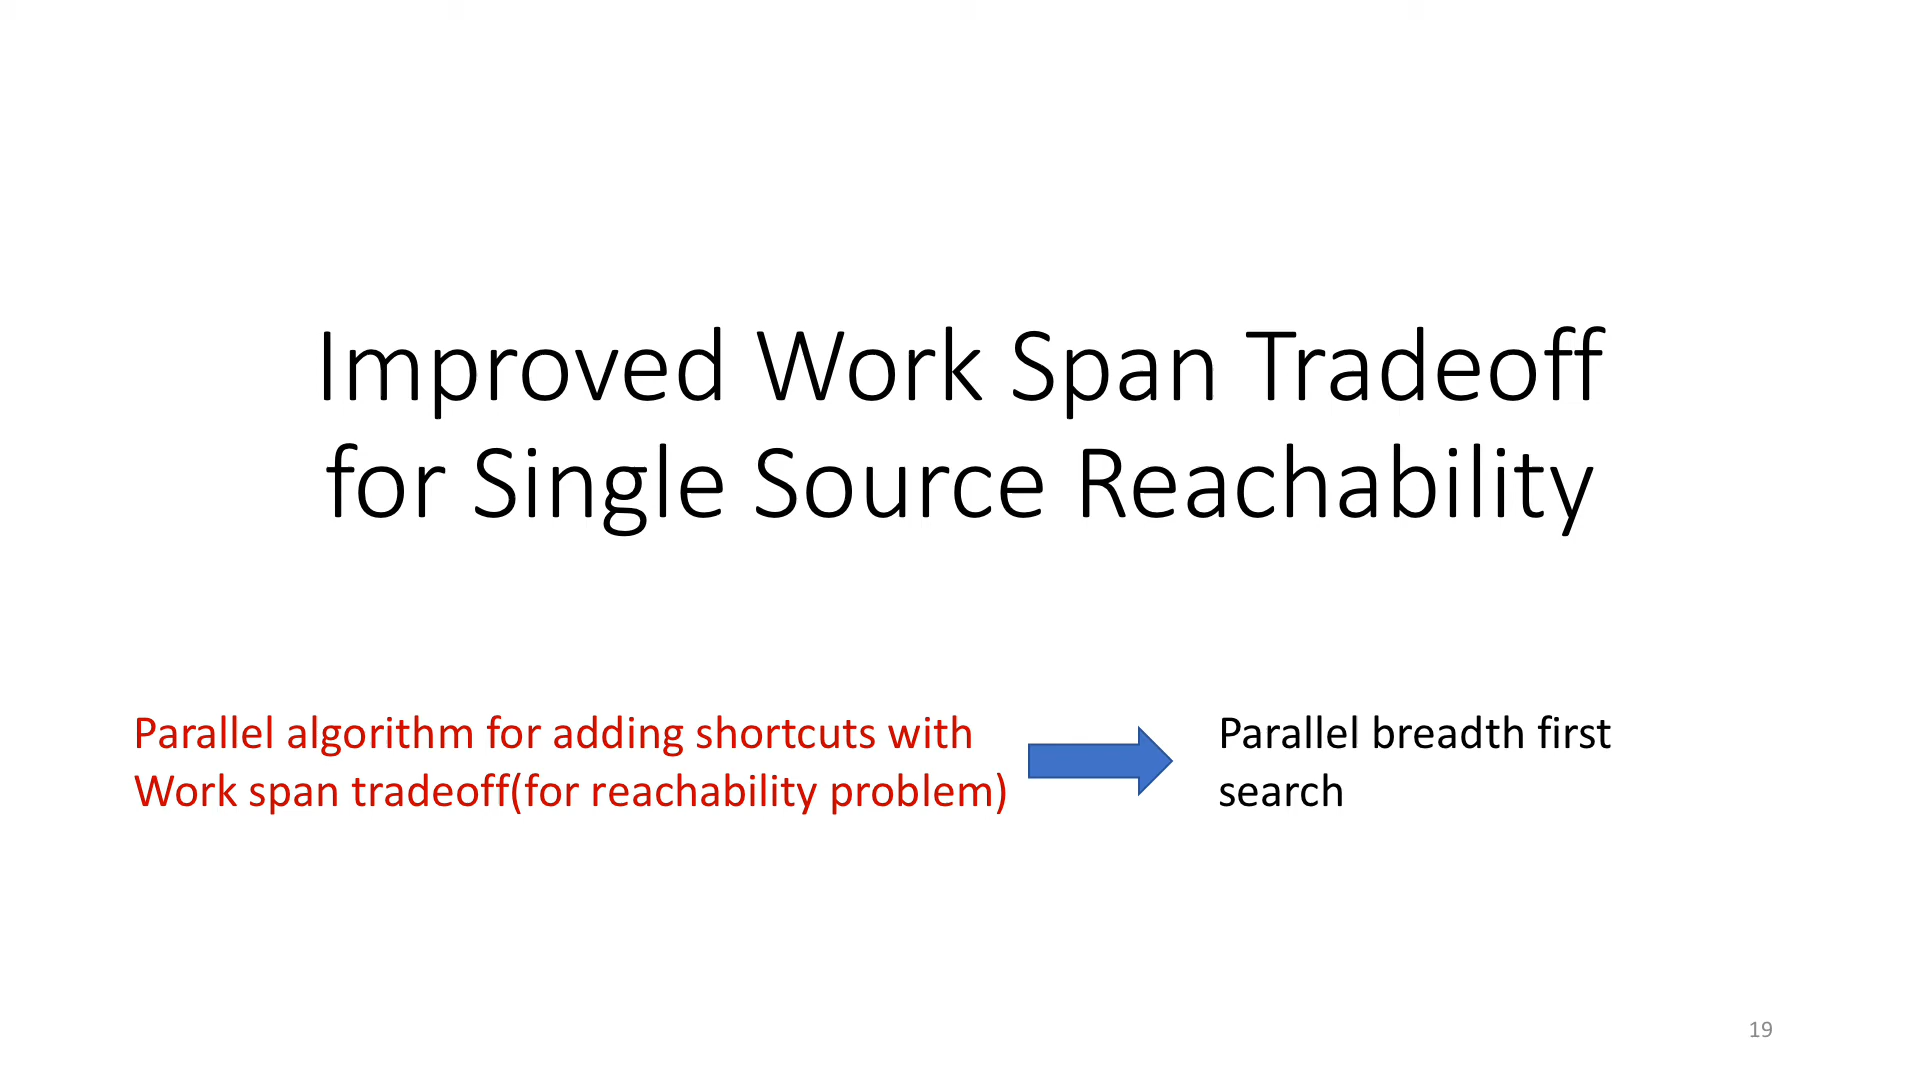 Improved Work Span Tradeoff
for Single Source Reachability
Parallel algorithm for adding shortcuts with
Work span tradeoff(for reachability problem)
Parallel breadth first
search
19